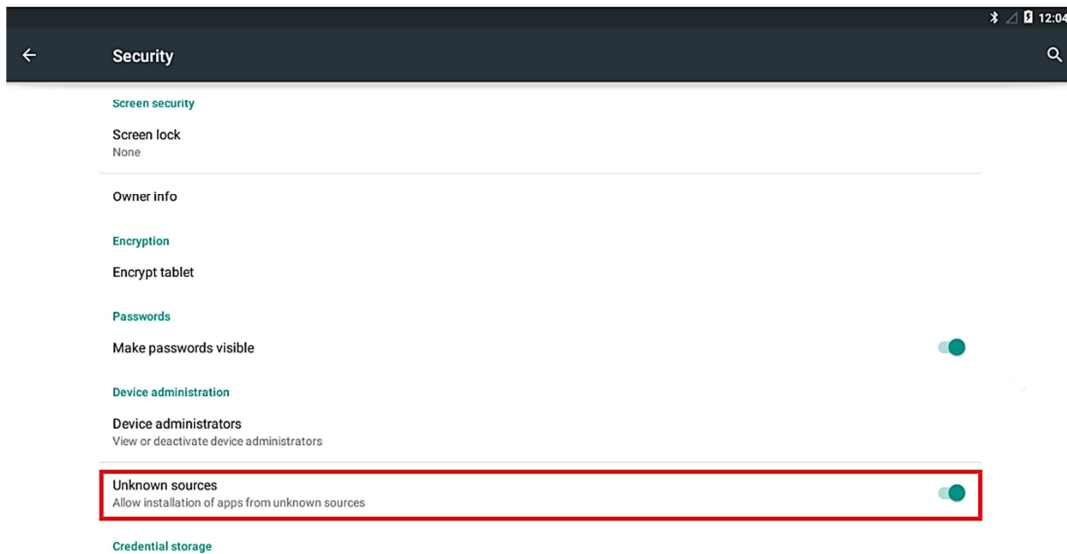 12:04
Security
Screen security
Screen lock
None
Owner info
Encryption
Encrypt tablet
Passwords
Make passwords visible
Device administration
Device administrators
View or deactivate device administrators
Unknown sources
Allow installation of apps from unknown sources
Credential storage